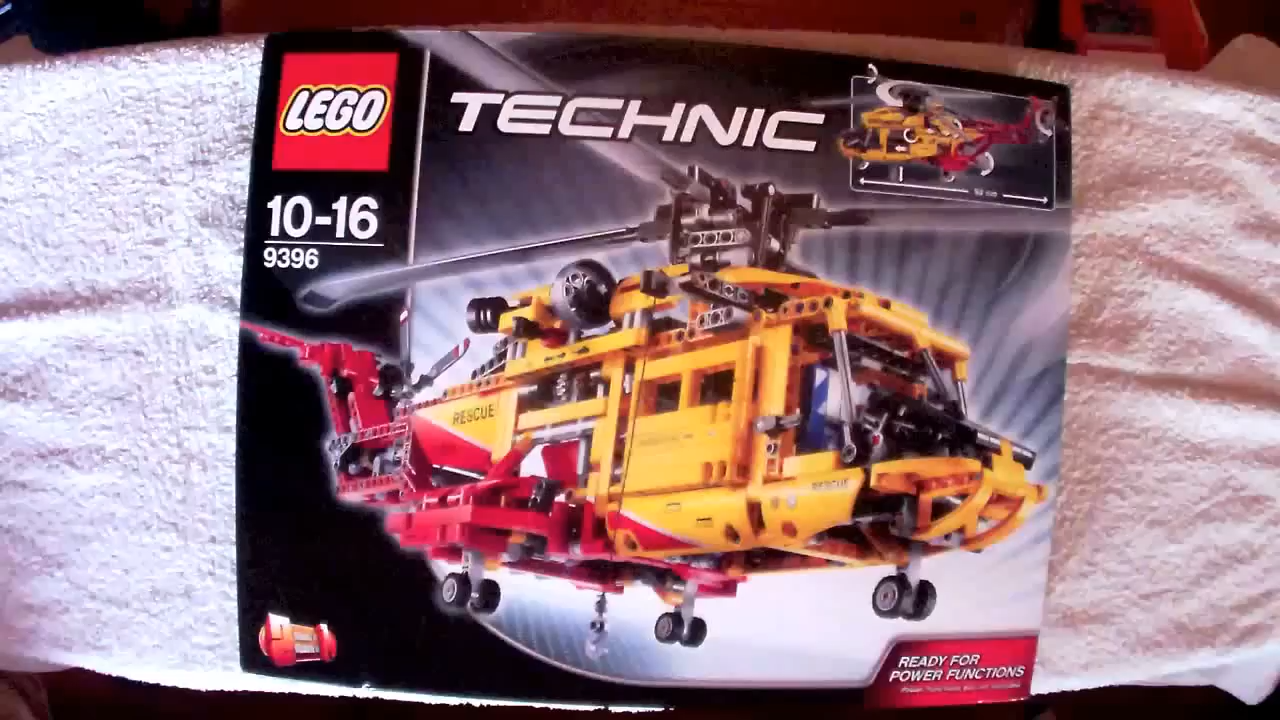 LEGO
TECHNIC
10-16
9396
RESCUE
RESCUE
READY FOR
POWER FUNCTIONS